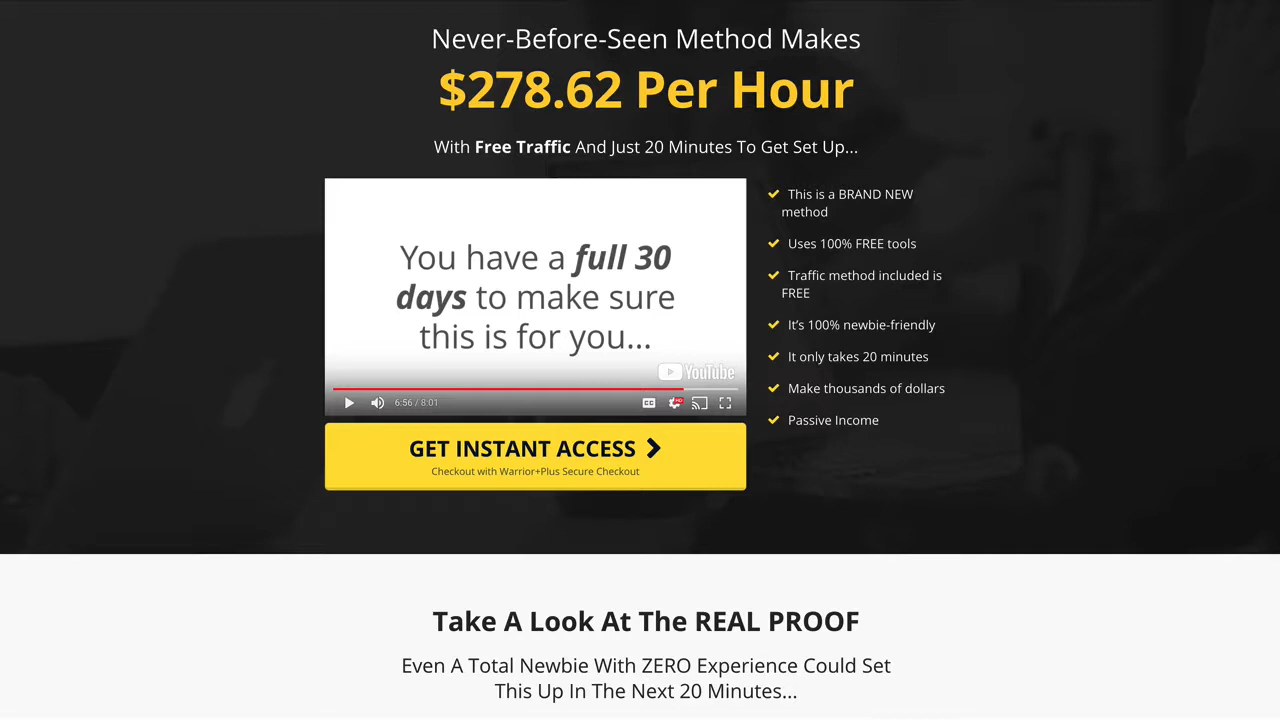 Never-Before-Seen Method Makes
$278.62 Per Hour
With Free Traffic And Just 20 Minutes To Get Set Up...
You have a full 30
days to make sure
this is for you...
YouTube
6:56 / 8:01
CC
HD
GET INSTANT ACCESS
Checkout with Warrior+Plus Secure Checkout
This is a BRAND NEW
method
Uses 100% FREE tools
Traffic method included is
FREE
It's 100% newbie-friendly
It only takes 20 minutes
Make thousands of dollars
Passive Income
Take A Look At The REAL PROOF
Even A Total Newbie With ZERO Experience Could Set
This Up In The Next 20 Minutes...